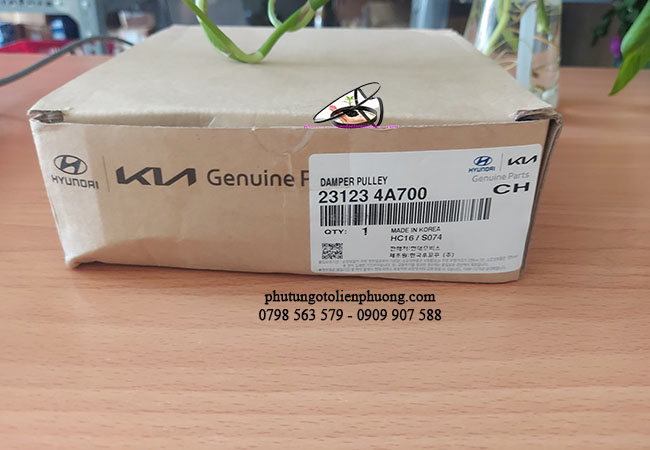 HYUNDAI
KIA Genuine P
DAMPER PULLEY
23123 4A700
QTY: 1
MADE IN KOREA
HC16 / S074
HYUNDAI KIA
Genuine Parts
CH
phutungotolienphuong.com
0798 563 579 - 0909 907 588